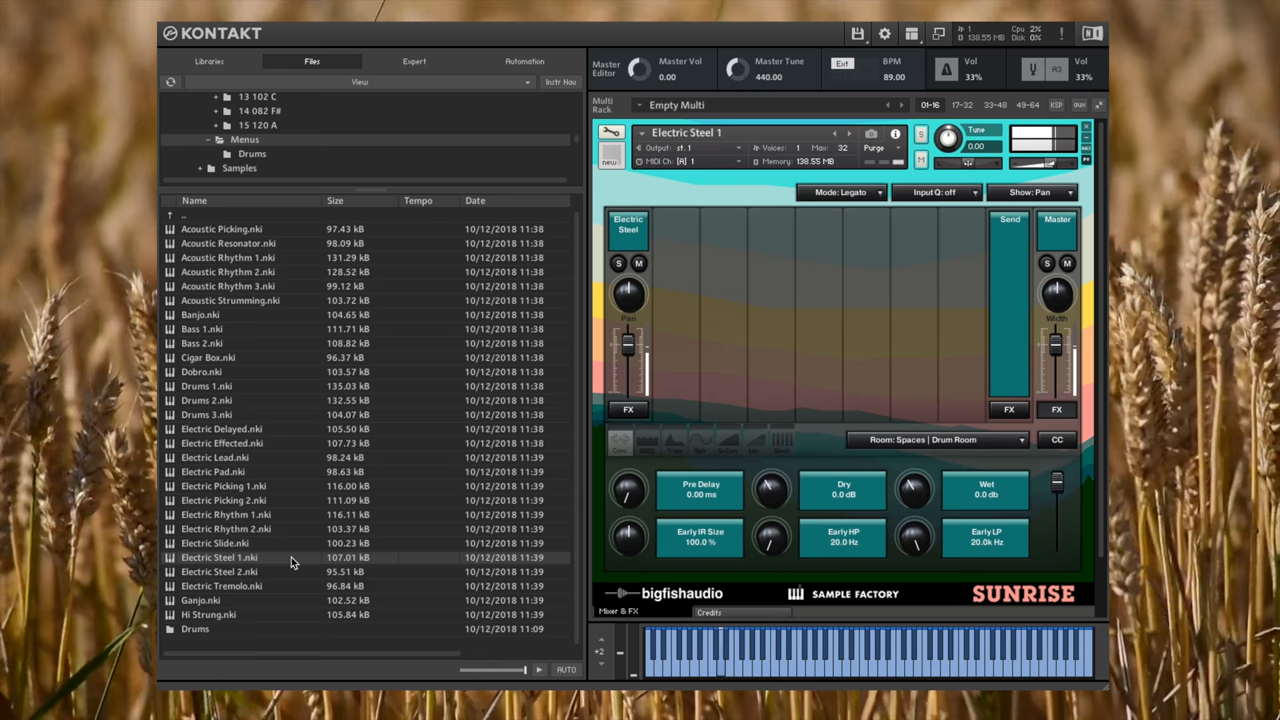 KONTAKT
1
138.55 MB
Cpu 2%
Disk 0%
!
Libraries
Files
Expert
Automation
View
Instr Nav
Master
Editor
Master Vol
0.00
Master Tune
440.00
Ext
BPM
89.00
Vol
33%
A3
Vol
33%
+ 13 102 C
+ 14 082 F#
+ 15 120 A
− Menus
Drums
+ Samples
Multi
Rack
Empty Multi
01-16
17-32
33-48
49-64
KSP
aux
Name Size Tempo Date
..
Acoustic Picking.nki 97.43 kB 10/12/2018 11:38
Acoustic Resonator.nki 98.09 kB 10/12/2018 11:38
Acoustic Rhythm 1.nki 131.29 kB 10/12/2018 11:38
Acoustic Rhythm 2.nki 128.52 kB 10/12/2018 11:38
Acoustic Rhythm 3.nki 99.12 kB 10/12/2018 11:38
Acoustic Strumming.nki 103.72 kB 10/12/2018 11:38
Banjo.nki 104.65 kB 10/12/2018 11:38
Bass 1.nki 111.71 kB 10/12/2018 11:38
Bass 2.nki 108.82 kB 10/12/2018 11:38
Cigar Box.nki 96.37 kB 10/12/2018 11:38
Dobro.nki 103.57 kB 10/12/2018 11:38
Drums 1.nki 135.03 kB 10/12/2018 11:38
Drums 2.nki 132.55 kB 10/12/2018 11:38
Drums 3.nki 104.07 kB 10/12/2018 11:38
Electric Delayed.nki 105.50 kB 10/12/2018 11:38
Electric Effected.nki 107.73 kB 10/12/2018 11:38
Electric Lead.nki 98.24 kB 10/12/2018 11:39
Electric Pad.nki 98.63 kB 10/12/2018 11:39
Electric Picking 1.nki 116.00 kB 10/12/2018 11:39
Electric Picking 2.nki 111.09 kB 10/12/2018 11:39
Electric Rhythm 1.nki 116.11 kB 10/12/2018 11:39
Electric Rhythm 2.nki 103.37 kB 10/12/2018 11:39
Electric Slide.nki 100.23 kB 10/12/2018 11:39
Electric Steel 1.nki 107.01 kB 10/12/2018 11:39
Electric Steel 2.nki 95.51 kB 10/12/2018 11:39
Electric Tremolo.nki 96.84 kB 10/12/2018 11:39
Ganjo.nki 102.52 kB 10/12/2018 11:39
Hi Strung.nki 105.84 kB 10/12/2018 11:39
Drums 10/12/2018 11:09
AUTO
new
Electric Steel 1
Output: st.1
Voices: 1 Max: 32
Purge
MIDI Ch: [A] 1
Memory: 138.55 MB
S
M
Tune
0.00
Mode: Legato
Input Q: off
Show: Pan
Electric
Steel
Send
Master
S M
S M
Pan
Width
FX
FX
FX
Room: Spaces | Drum Room
CC
Pre Delay
0.00 ms
Dry
0.0 dB
Wet
0.0 db
Early IR Size
100.0 %
Early HP
20.0 Hz
Early LP
20.0k Hz
bigfishaudio
SAMPLE FACTORY
SUNRISE
Mixer & FX
Credits
+2